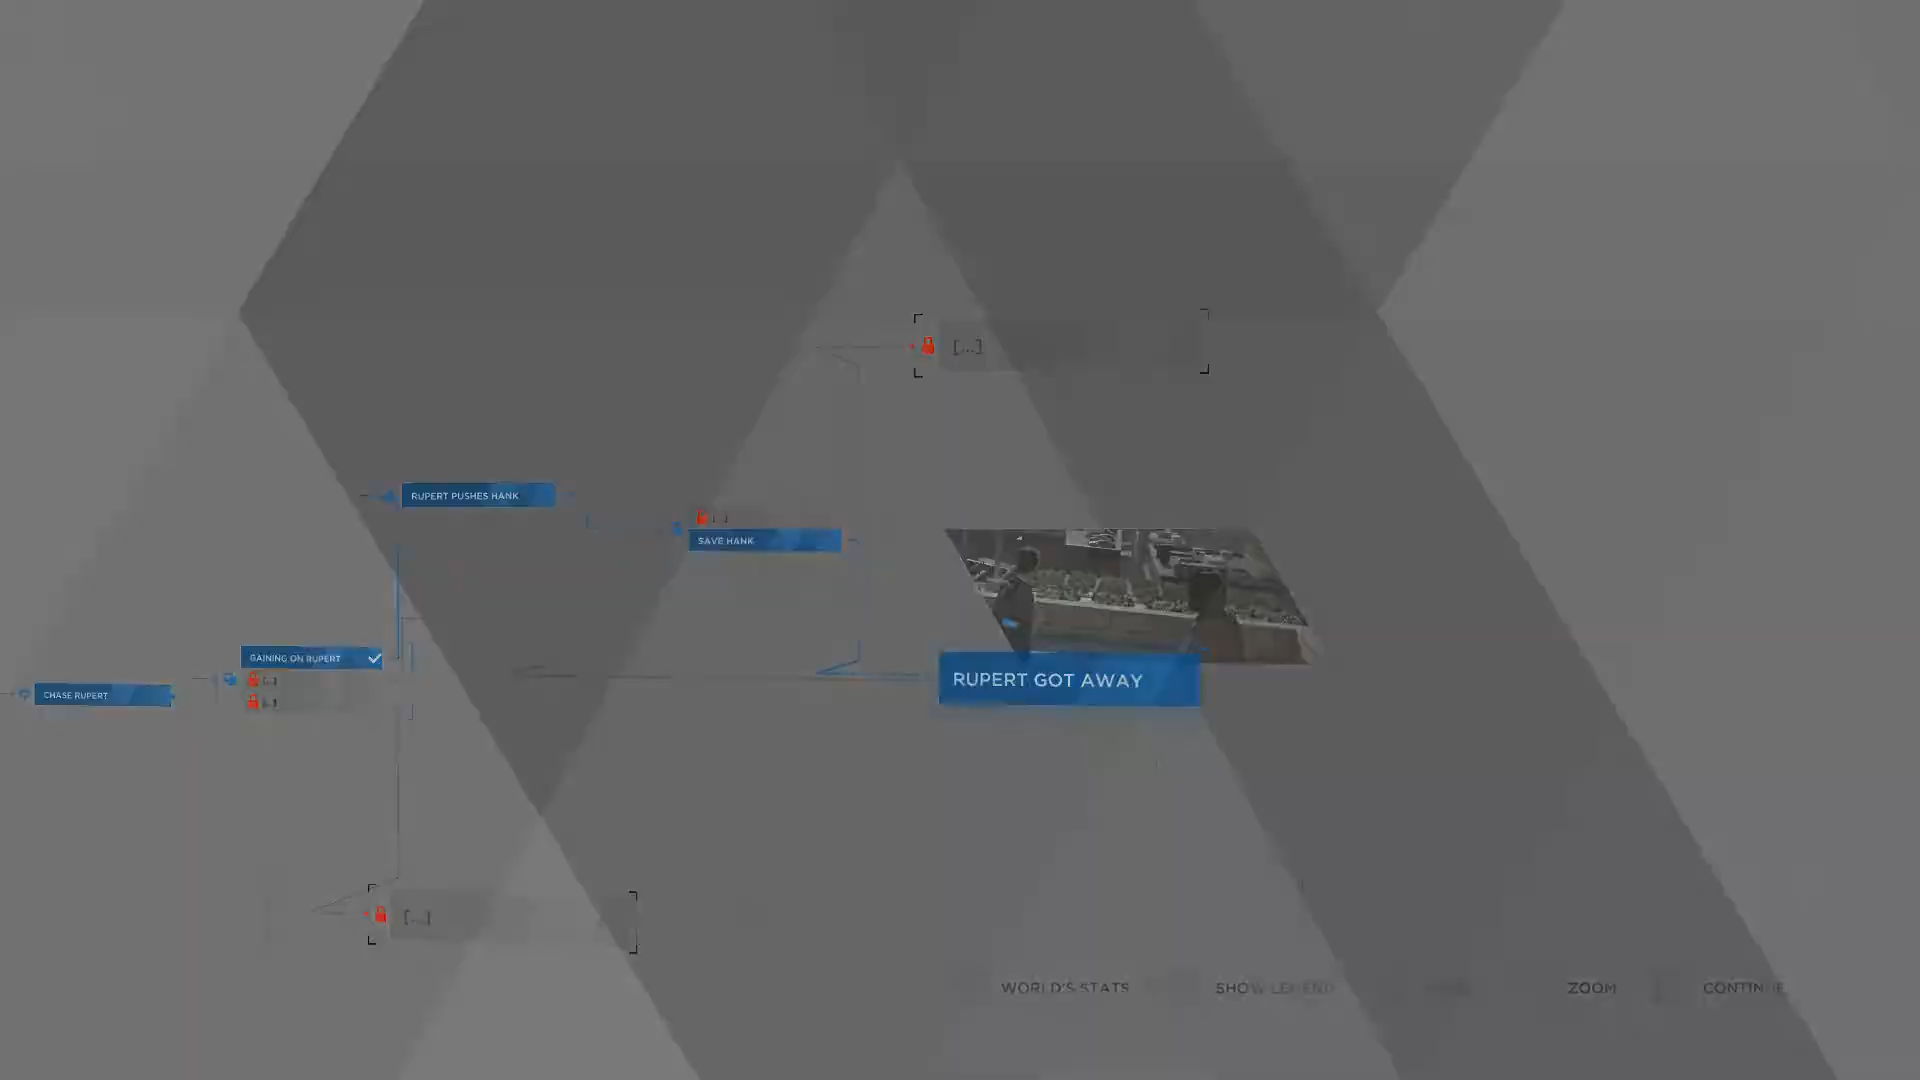 [...]
RUPERT PUSHES HANK
[...]
SAVE HANK
GAINING ON RUPERT
[...]
[...]
CHASE RUPERT
RUPERT GOT AWAY
[...]
WORLD'S STATS
SHOW LEGEND
ZOOM
CONTINUE